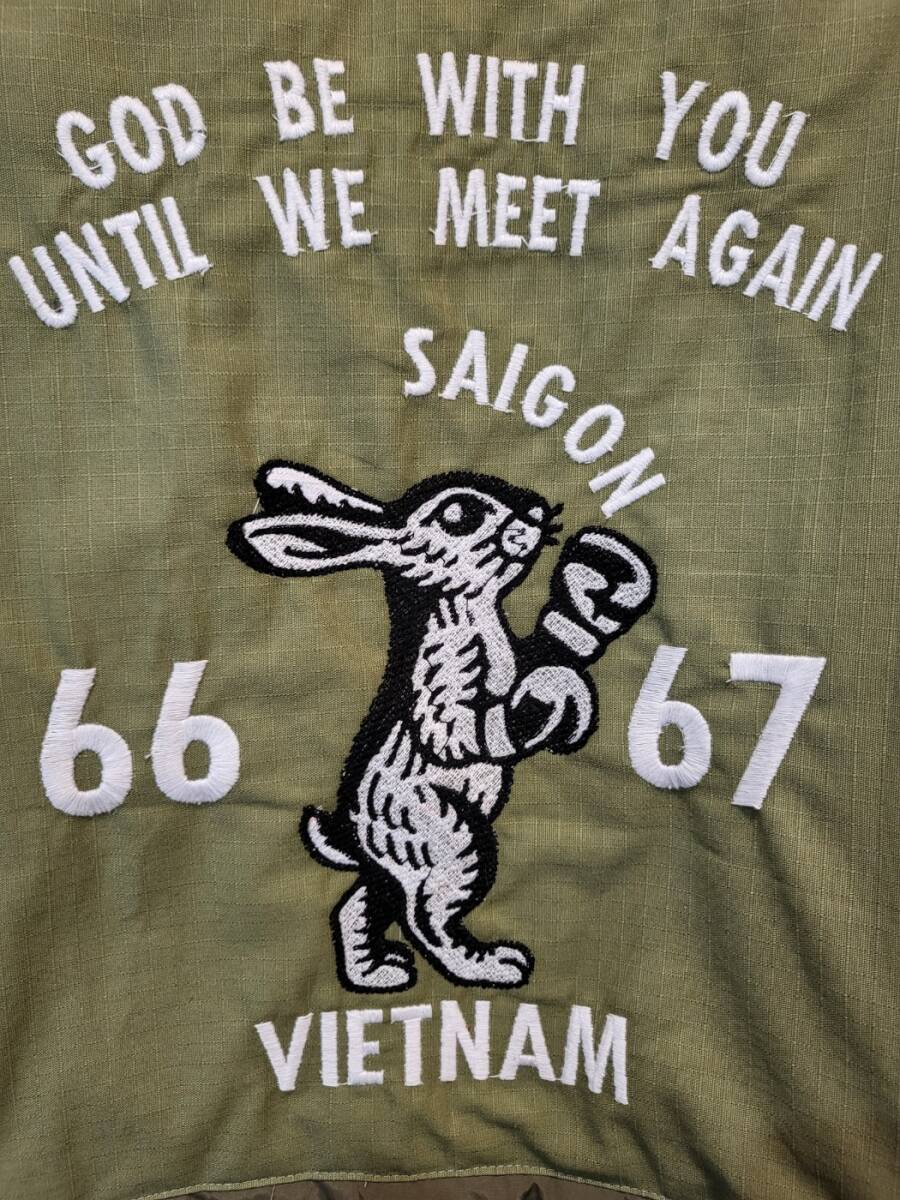 GOD BE WITH YOU
UNTIL WE MEET AGAIN
SAIGON
66 67
VIETNAM